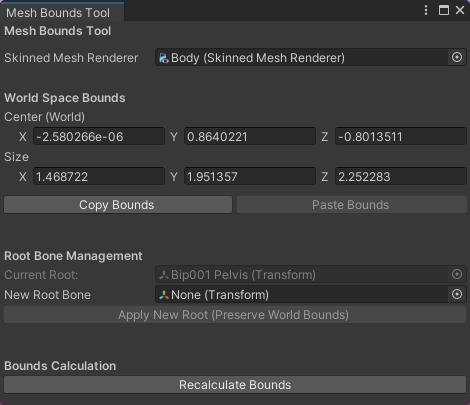 Mesh Bounds Tool
Mesh Bounds Tool
Skinned Mesh Renderer Body (Skinned Mesh Renderer)
World Space Bounds
Center (World)
X -2.580266e-06 Y 0.8640221 Z -0.8013511
Size
X 1.468722 Y 1.951357 Z 2.252283
Copy Bounds Paste Bounds
Root Bone Management
Current Root: Bip001 Pelvis (Transform)
New Root Bone None (Transform)
Apply New Root (Preserve World Bounds)
Bounds Calculation
Recalculate Bounds